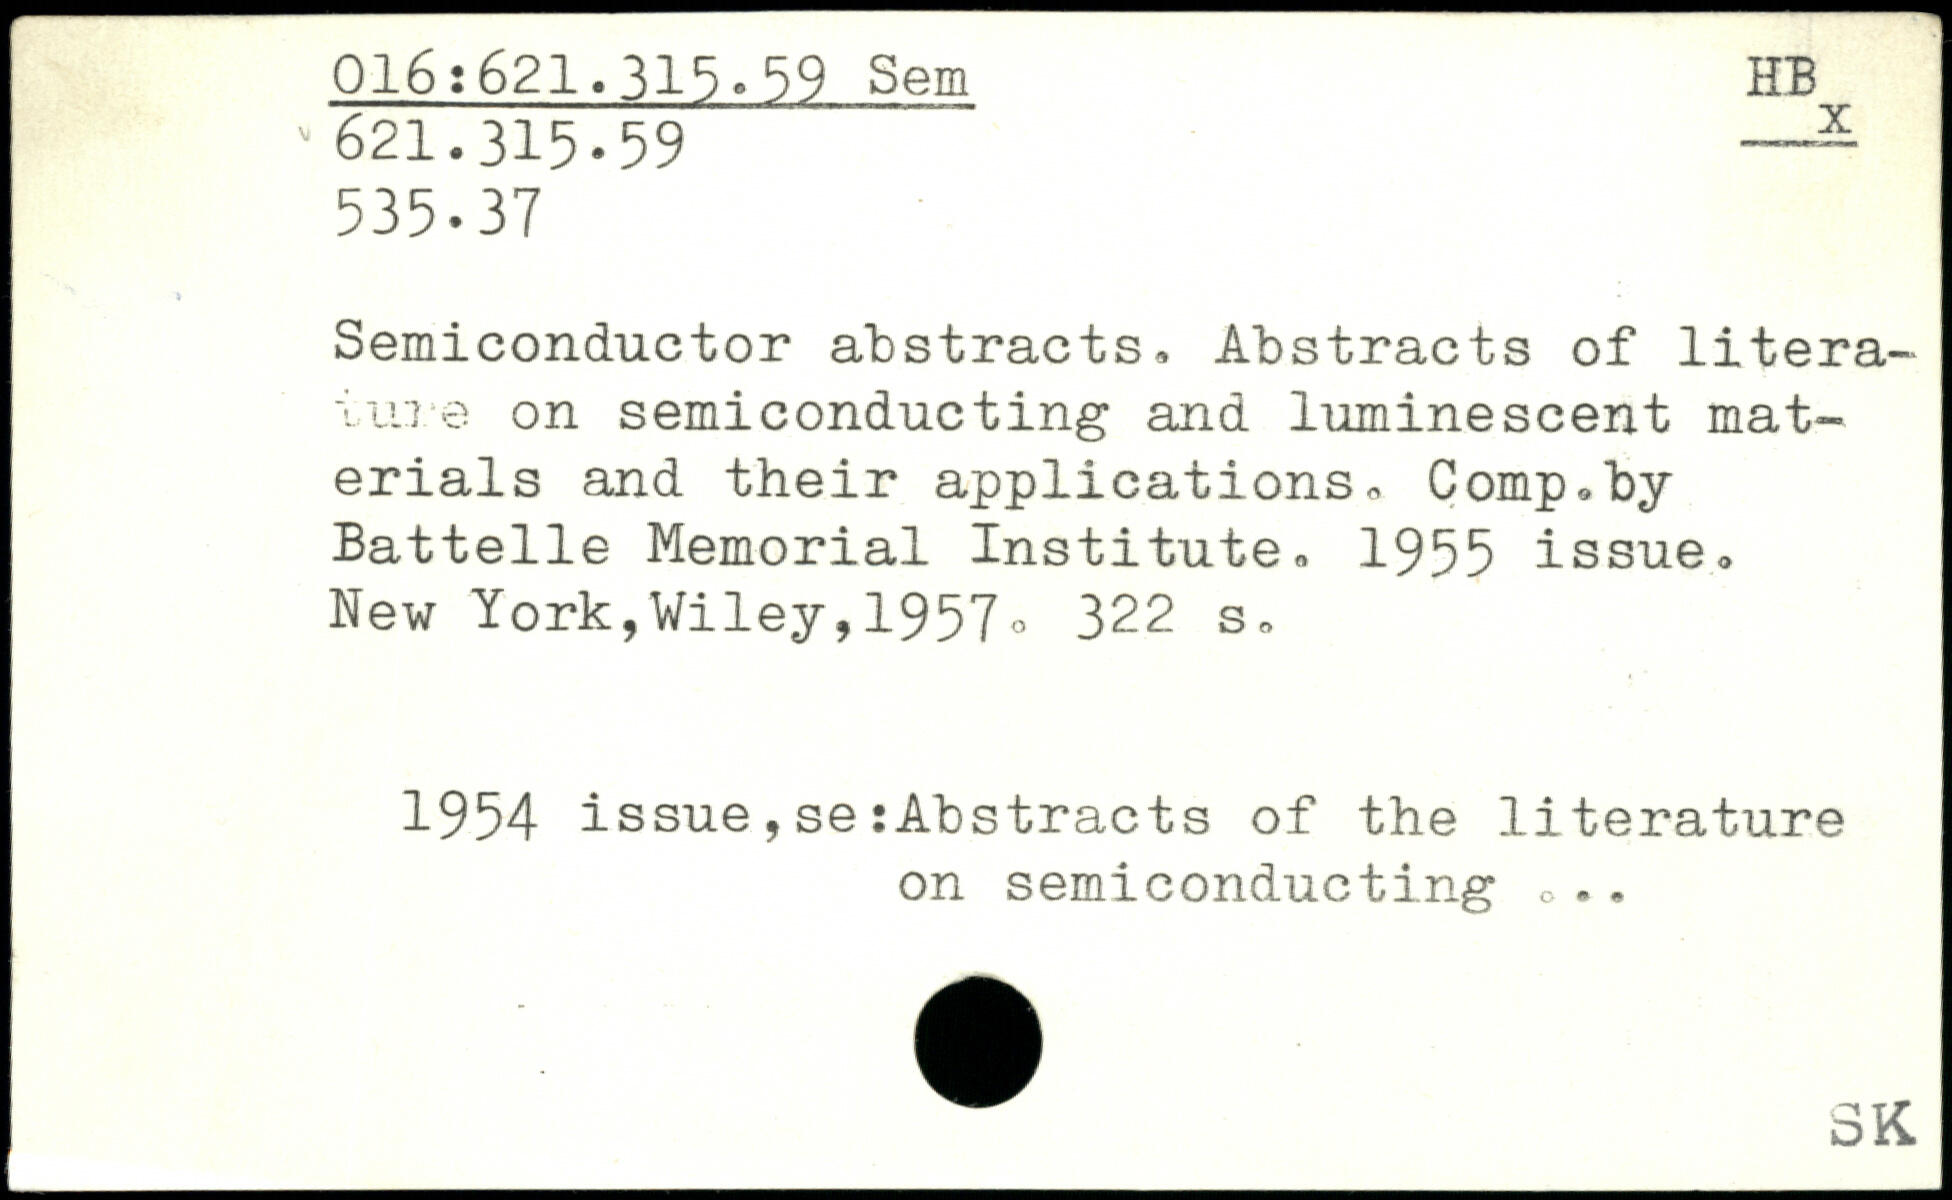 016:621.315.59 Sem
HB
x
621.315.59
535.37
Semiconductor abstracts. Abstracts of litera-
ture on semiconducting and luminescent mat-
erials and their applications. Comp.by
Battelle Memorial Institute. 1955 issue.
New York,Wiley,1957. 322 s.
1954 issue,se:Abstracts of the literature
on semiconducting ...
SK